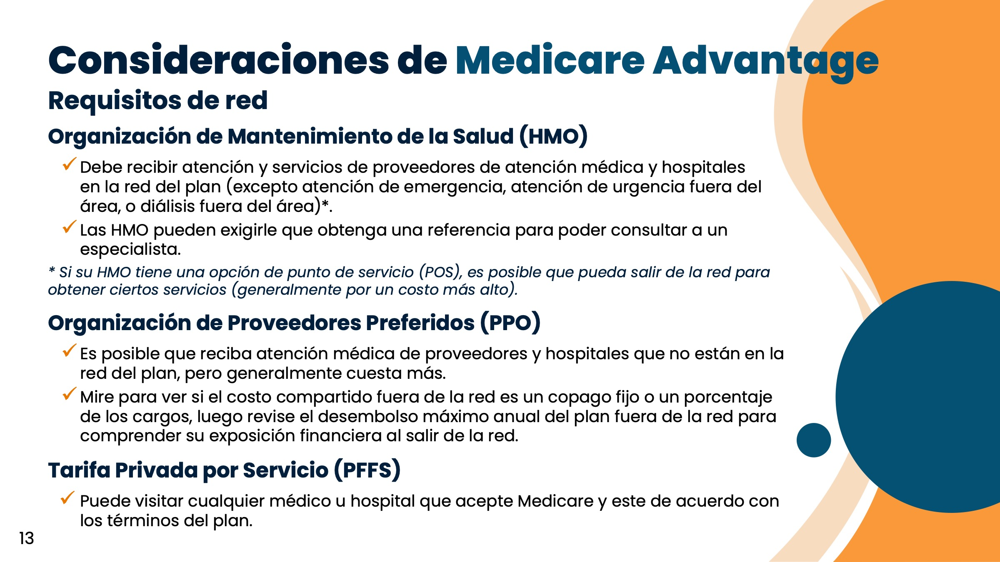 Consideraciones de Medicare Advantage
Requisitos de red
Organización de Mantenimiento de la Salud (HMO)
✓ Debe recibir atención y servicios de proveedores de atención médica y hospitales
en la red del plan (excepto atención de emergencia, atención de urgencia fuera del
área, o diálisis fuera del área)*.
✓ Las HMO pueden exigirle que obtenga una referencia para poder consultar a un
especialista.
* Si su HMO tiene una opción de punto de servicio (POS), es posible que pueda salir de la red para
obtener ciertos servicios (generalmente por un costo más alto).
Organización de Proveedores Preferidos (PPO)
✓ Es posible que reciba atención médica de proveedores y hospitales que no están en la
red del plan, pero generalmente cuesta más.
✓ Mire para ver si el costo compartido fuera de la red es un copago fijo o un porcentaje
de los cargos, luego revise el desembolso máximo anual del plan fuera de la red para
comprender su exposición financiera al salir de la red.
Tarifa Privada por Servicio (PFFS)
✓ Puede visitar cualquier médico u hospital que acepte Medicare y este de acuerdo con
los términos del plan.
13